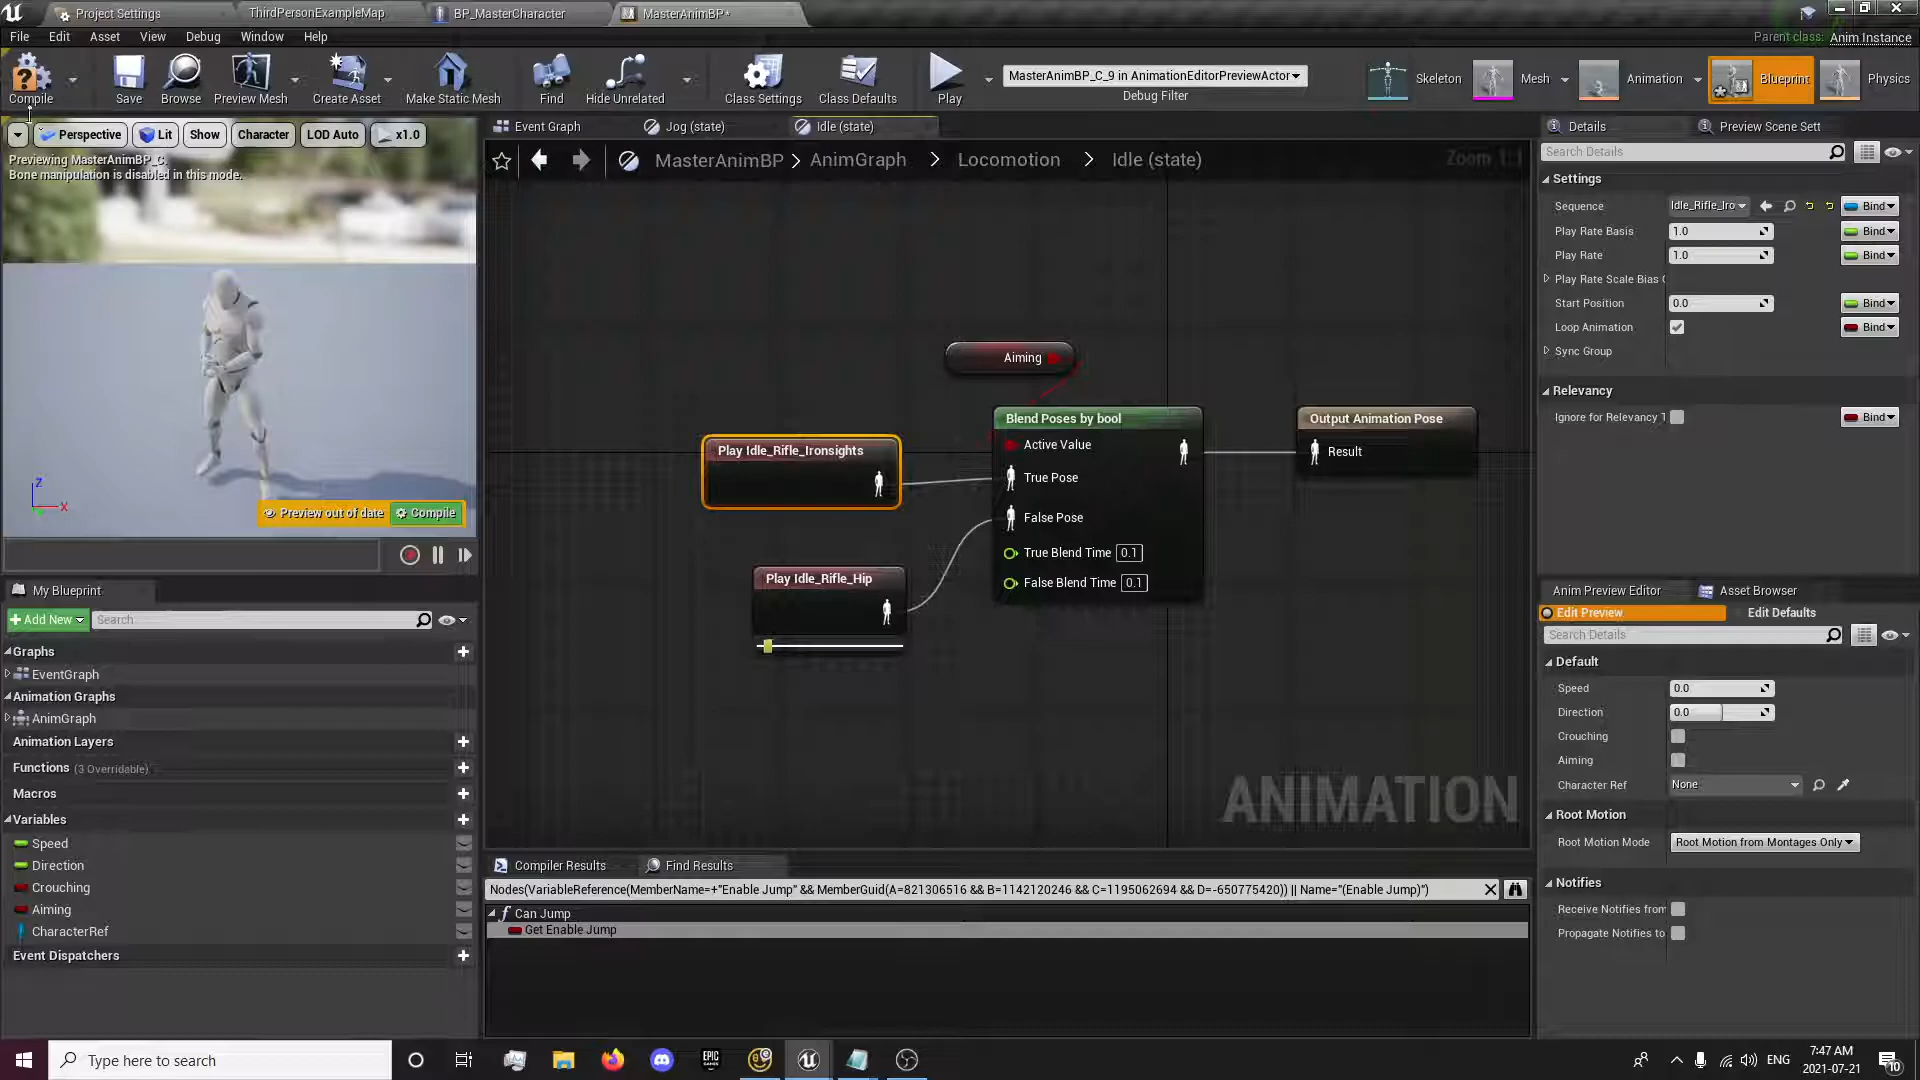 Project Settings
ThirdPersonExampleMap
BP_MasterCharacter
MasterAnimBP*
File Edit Asset View Debug Window Help
Parent class: Anim Instance
Compile
Save
Browse
Preview Mesh
Create Asset
Make Static Mesh
Find
Hide Unrelated
Class Settings
Class Defaults
Play
MasterAnimBP_C_9 in AnimationEditorPreviewActor
Debug Filter
Skeleton
Mesh
Animation
Blueprint
Physics
Perspective
Lit
Show
Character
LOD Auto
x1.0
Previewing MasterAnimBP_C.
Bone manipulation is disabled in this mode.
Z
X
Preview out of date
Compile
Event Graph
Jog (state)
Idle (state)
MasterAnimBP > AnimGraph > Locomotion > Idle (state)
Zoom 1:1
Aiming
Blend Poses by bool
Active Value
True Pose
False Pose
True Blend Time 0.1
False Blend Time 0.1
Play Idle_Rifle_Ironsights
Play Idle_Rifle_Hip
Output Animation Pose
Result
ANIMATION
Details
Preview Scene Sett
Search Details
Settings
Sequence Idle_Rifle_Iro Bind
Play Rate Basis 1.0 Bind
Play Rate 1.0 Bind
Play Rate Scale Bias C
Start Position 0.0 Bind
Loop Animation Bind
Sync Group
Relevancy
Ignore for Relevancy T Bind
My Blueprint
+ Add New
Search
Graphs
EventGraph
Animation Graphs
AnimGraph
Animation Layers
Functions (3 Overridable)
Macros
Variables
Speed
Direction
Crouching
Aiming
CharacterRef
Event Dispatchers
Compiler Results
Find Results
Nodes(VariableReference(MemberName=+"Enable Jump" && MemberGuid(A=821306516 && B=1142120246 && C=1195062694 && D=-650775420)) || Name="(Enable Jump)")
Can Jump
Get Enable Jump
Anim Preview Editor
Asset Browser
Edit Preview
Edit Defaults
Search Details
Default
Speed 0.0
Direction 0.0
Crouching
Aiming
Character Ref None
Root Motion
Root Motion Mode Root Motion from Montages Only
Notifies
Receive Notifies from
Propagate Notifies to
Type here to search
EPIC
ENG
7:47 AM
2021-07-21
10